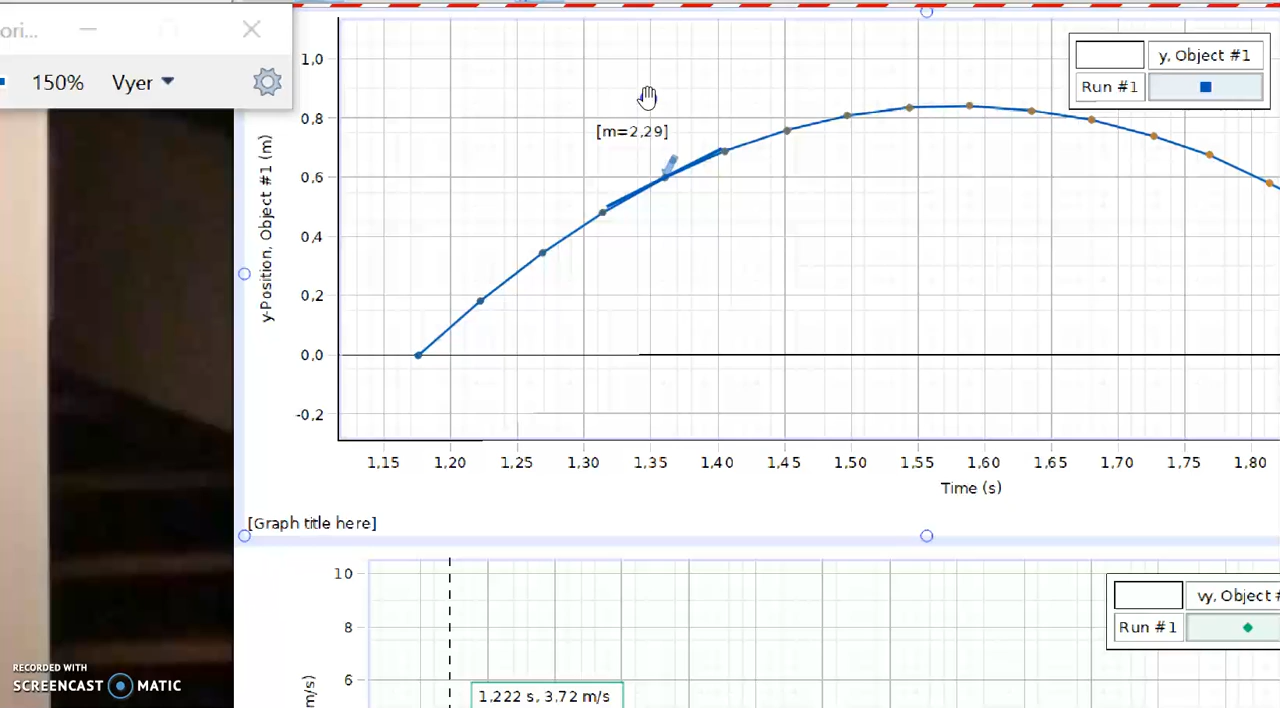 ori...
150% Vyer
y, Object #1
Run #1
[m=2,29]
y-Position, Object #1 (m)
1,0
0,8
0,6
0,4
0,2
0,0
-0,2
1,15 1,20 1,25 1,30 1,35 1,40 1,45 1,50 1,55 1,60 1,65 1,70 1,75 1,80
Time (s)
[Graph title here]
vy, Object #
Run #1
10
8
6
m/s)
1,222 s, 3,72 m/s
RECORDED WITH
SCREENCAST MATIC